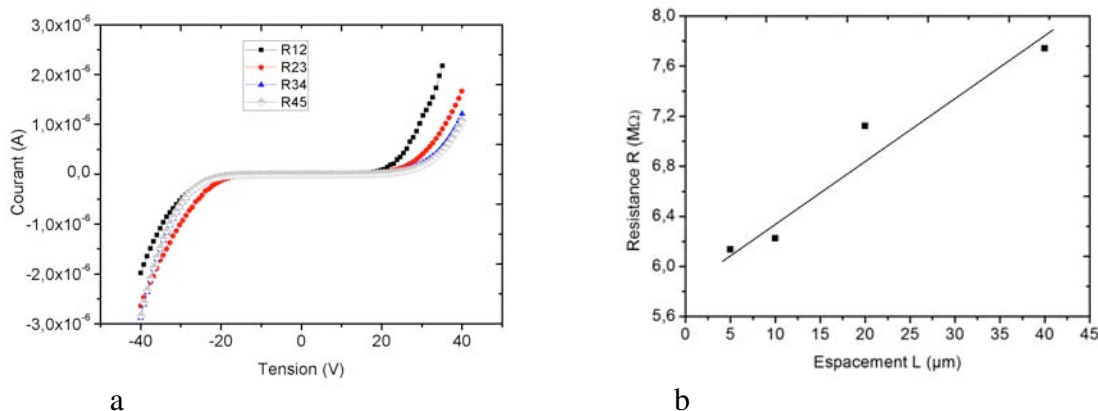 3,0x10⁻⁶
2,0x10⁻⁶
1,0x10⁻⁶
0,0
-1,0x10⁻⁶
-2,0x10⁻⁶
-3,0x10⁻⁶
Courant (A)
R12
R23
R34
R45
-40 -20 0 20 40
Tension (V)
a
8,0
7,6
7,2
6,8
6,4
6,0
5,6
Resistance R (MΩ)
0 5 10 15 20 25 30 35 40 45
Espacement L (µm)
b